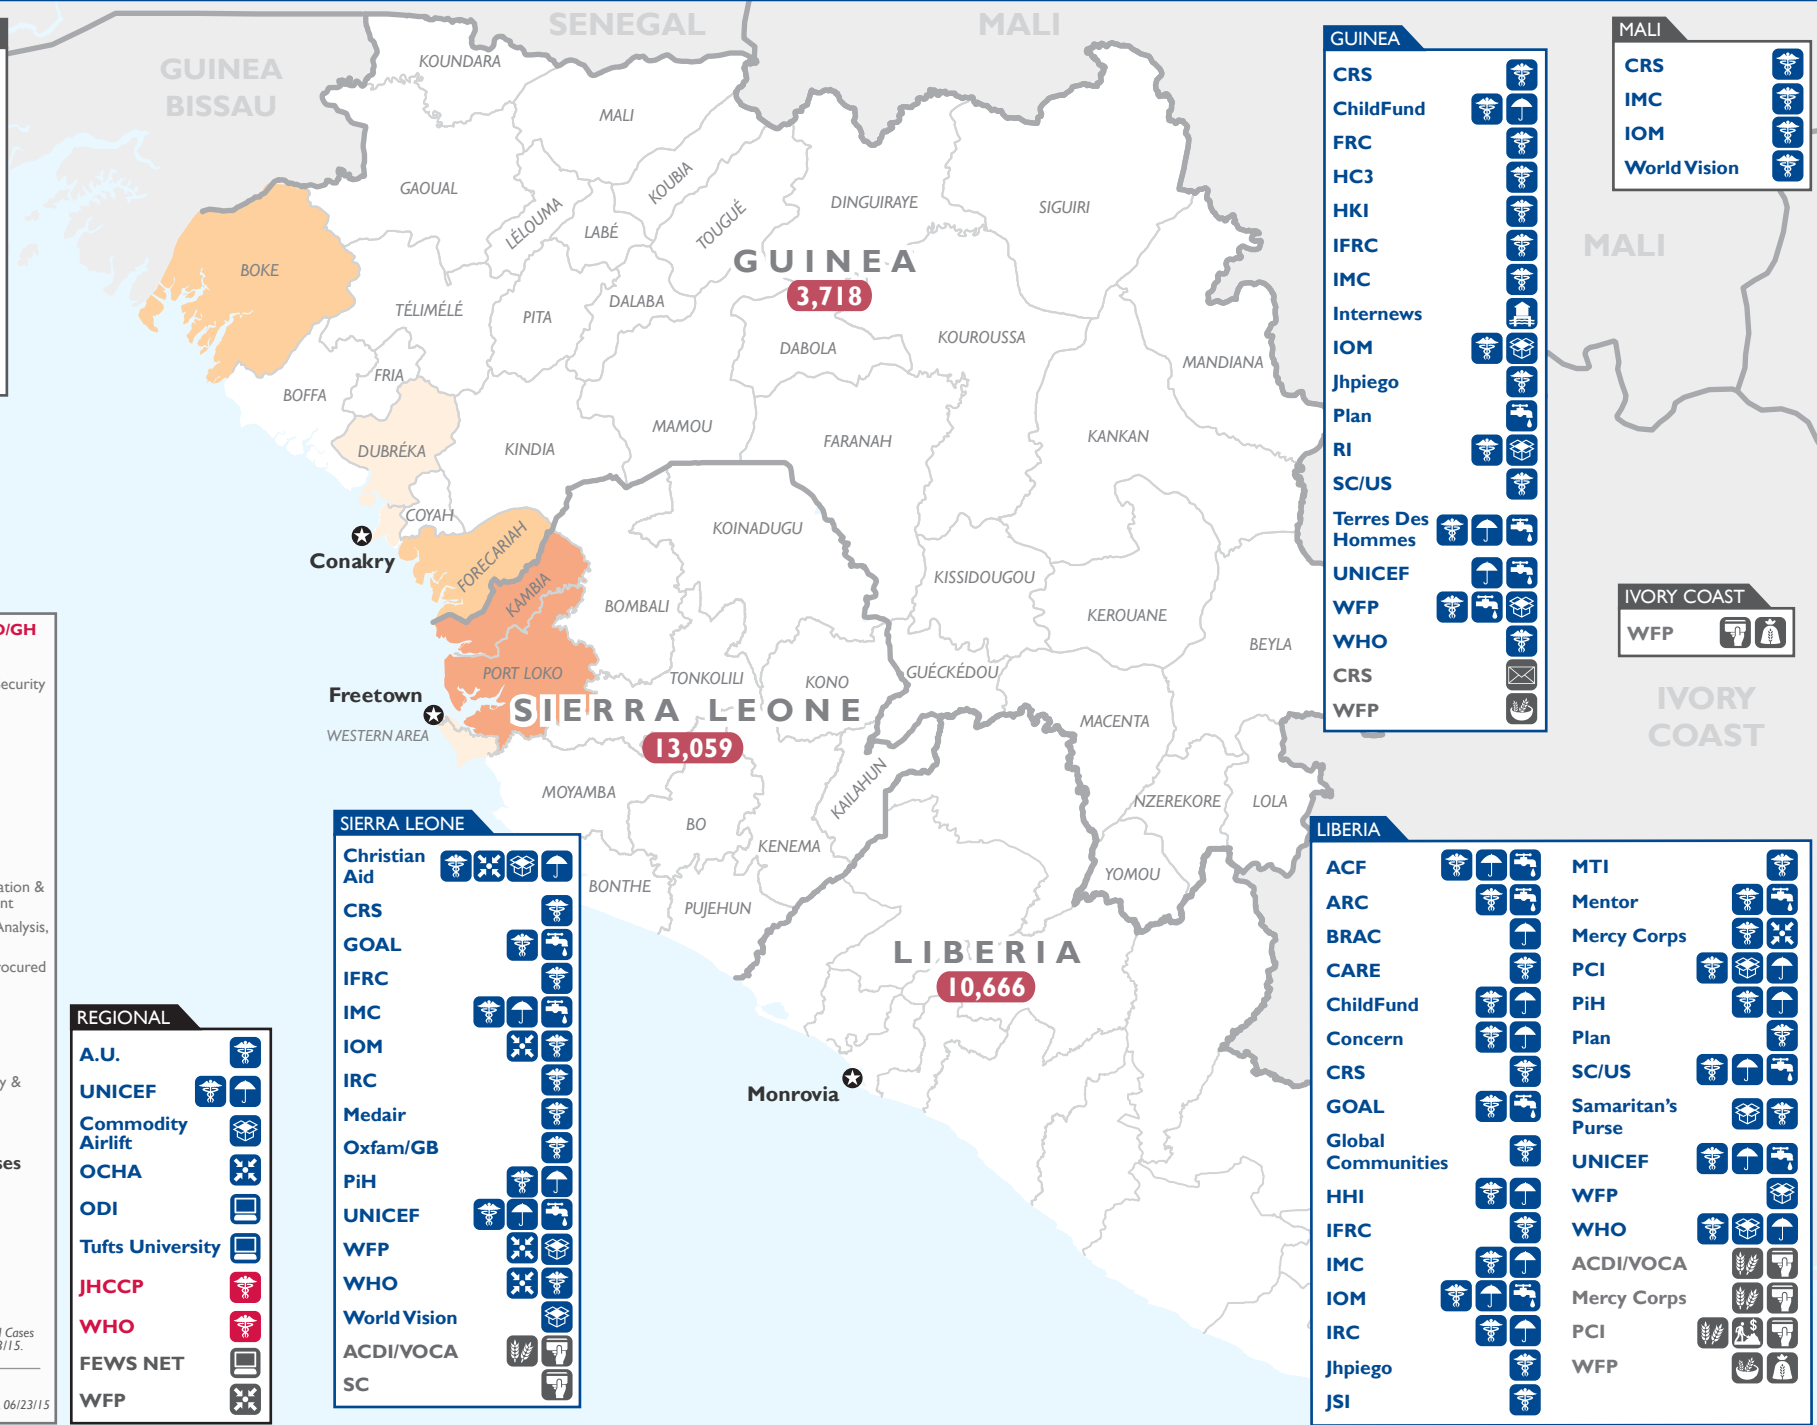 SENEGAL
MALI
GUINEA
BISSAU
KOUNDARA
MALI
GAOUAL
KOUBIA
LÉLOUMA
LABÉ
TOUGUÉ
DINGUIRAYE
SIGUIRI
BOKE
GUINEA
3,718
TÉLIMÉLÉ
PITA
DALABA
DABOLA
KOUROUSSA
MANDIANA
FRIA
BOFFA
DUBRÉKA
KINDIA
MAMOU
FARANAH
KANKAN
COYAH
Conakry
FORECARIAH
KAMBIA
KOINADUGU
BOMBALI
KISSIDOUGOU
KEROUANE
BEYLA
PORT LOKO
TONKOLILI
KONO
GUÉCKÉDOU
MACENTA
Freetown
WESTERN AREA
SIERRA LEONE
13,059
MOYAMBA
BO
KENEMA
KAILAHUN
NZEREKORE
LOLA
YOMOU
BONTHE
PUJEHUN
LIBERIA
10,666
Monrovia
MALI
IVORY
COAST
GUINEA
CRS
ChildFund
FRC
HC3
HKI
IFRC
IMC
Internews
IOM
Jhpiego
Plan
RI
SC/US
Terres Des
Hommes
UNICEF
WFP
WHO
CRS
WFP
MALI
CRS
IMC
IOM
World Vision
IVORY COAST
WFP
SIERRA LEONE
Christian
Aid
CRS
GOAL
IFRC
IMC
IOM
IRC
Medair
Oxfam/GB
PiH
UNICEF
WFP
WHO
World Vision
ACDI/VOCA
SC
LIBERIA
ACF
ARC
BRAC
CARE
ChildFund
Concern
CRS
GOAL
Global
Communities
HHI
IFRC
IMC
IOM
IRC
Jhpiego
JSI
MTI
Mentor
Mercy Corps
PCI
PiH
Plan
SC/US
Samaritan's
Purse
UNICEF
WFP
WHO
ACDI/VOCA
Mercy Corps
PCI
WFP
REGIONAL
A.U.
UNICEF
Commodity
Airlift
OCHA
ODI
Tufts University
JHCCP
WHO
FEWS NET
WFP
/GH
&
Analysis,
&
Cases
06/23/15